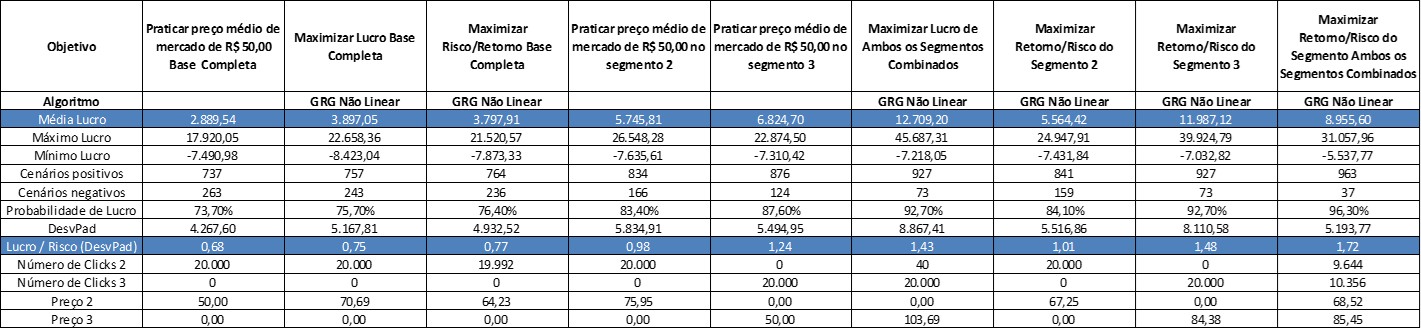 Objetivo | Praticar preço médio de mercado de R$ 50,00 Base Completa | Maximizar Lucro Base Completa | Maximizar Risco/Retorno Base Completa | Praticar preço médio de mercado de R$ 50,00 no segmento 2 | Praticar preço médio de mercado de R$ 50,00 no segmento 3 | Maximizar Lucro de Ambos os Segmentos Combinados | Maximizar Retorno/Risco do Segmento 2 | Maximizar Retorno/Risco do Segmento 3 | Maximizar Retorno/Risco do Segmento Ambos os Segmentos Combinados
Algoritmo | | GRG Não Linear | GRG Não Linear | | | GRG Não Linear | GRG Não Linear | GRG Não Linear | GRG Não Linear
Média Lucro | 2.889,54 | 3.897,05 | 3.797,91 | 5.745,81 | 6.824,70 | 12.709,20 | 5.564,42 | 11.987,12 | 8.955,60
Máximo Lucro | 17.920,05 | 22.658,36 | 21.520,57 | 26.548,28 | 22.874,50 | 45.687,31 | 24.947,91 | 39.924,79 | 31.057,96
Mínimo Lucro | -7.490,98 | -8.423,04 | -7.873,33 | -7.635,61 | -7.310,42 | -7.218,05 | -7.431,84 | -7.032,82 | -5.537,77
Cenários positivos | 737 | 757 | 764 | 834 | 876 | 927 | 841 | 927 | 963
Cenários negativos | 263 | 243 | 236 | 166 | 124 | 73 | 159 | 73 | 37
Probabilidade de Lucro | 73,70% | 75,70% | 76,40% | 83,40% | 87,60% | 92,70% | 84,10% | 92,70% | 96,30%
DesvPad | 4.267,60 | 5.167,81 | 4.932,52 | 5.834,91 | 5.494,95 | 8.867,41 | 5.516,86 | 8.110,58 | 5.193,77
Lucro / Risco (DesvPad) | 0,68 | 0,75 | 0,77 | 0,98 | 1,24 | 1,43 | 1,01 | 1,48 | 1,72
Número de Clicks 2 | 20.000 | 20.000 | 19.992 | 20.000 | 0 | 40 | 20.000 | 0 | 9.644
Número de Clicks 3 | 0 | 0 | 0 | 0 | 20.000 | 20.000 | 0 | 20.000 | 10.356
Preço 2 | 50,00 | 70,69 | 64,23 | 75,95 | 0,00 | 0,00 | 67,25 | 0,00 | 68,52
Preço 3 | 0,00 | 0,00 | 0,00 | 0,00 | 50,00 | 103,69 | 0,00 | 84,38 | 85,45